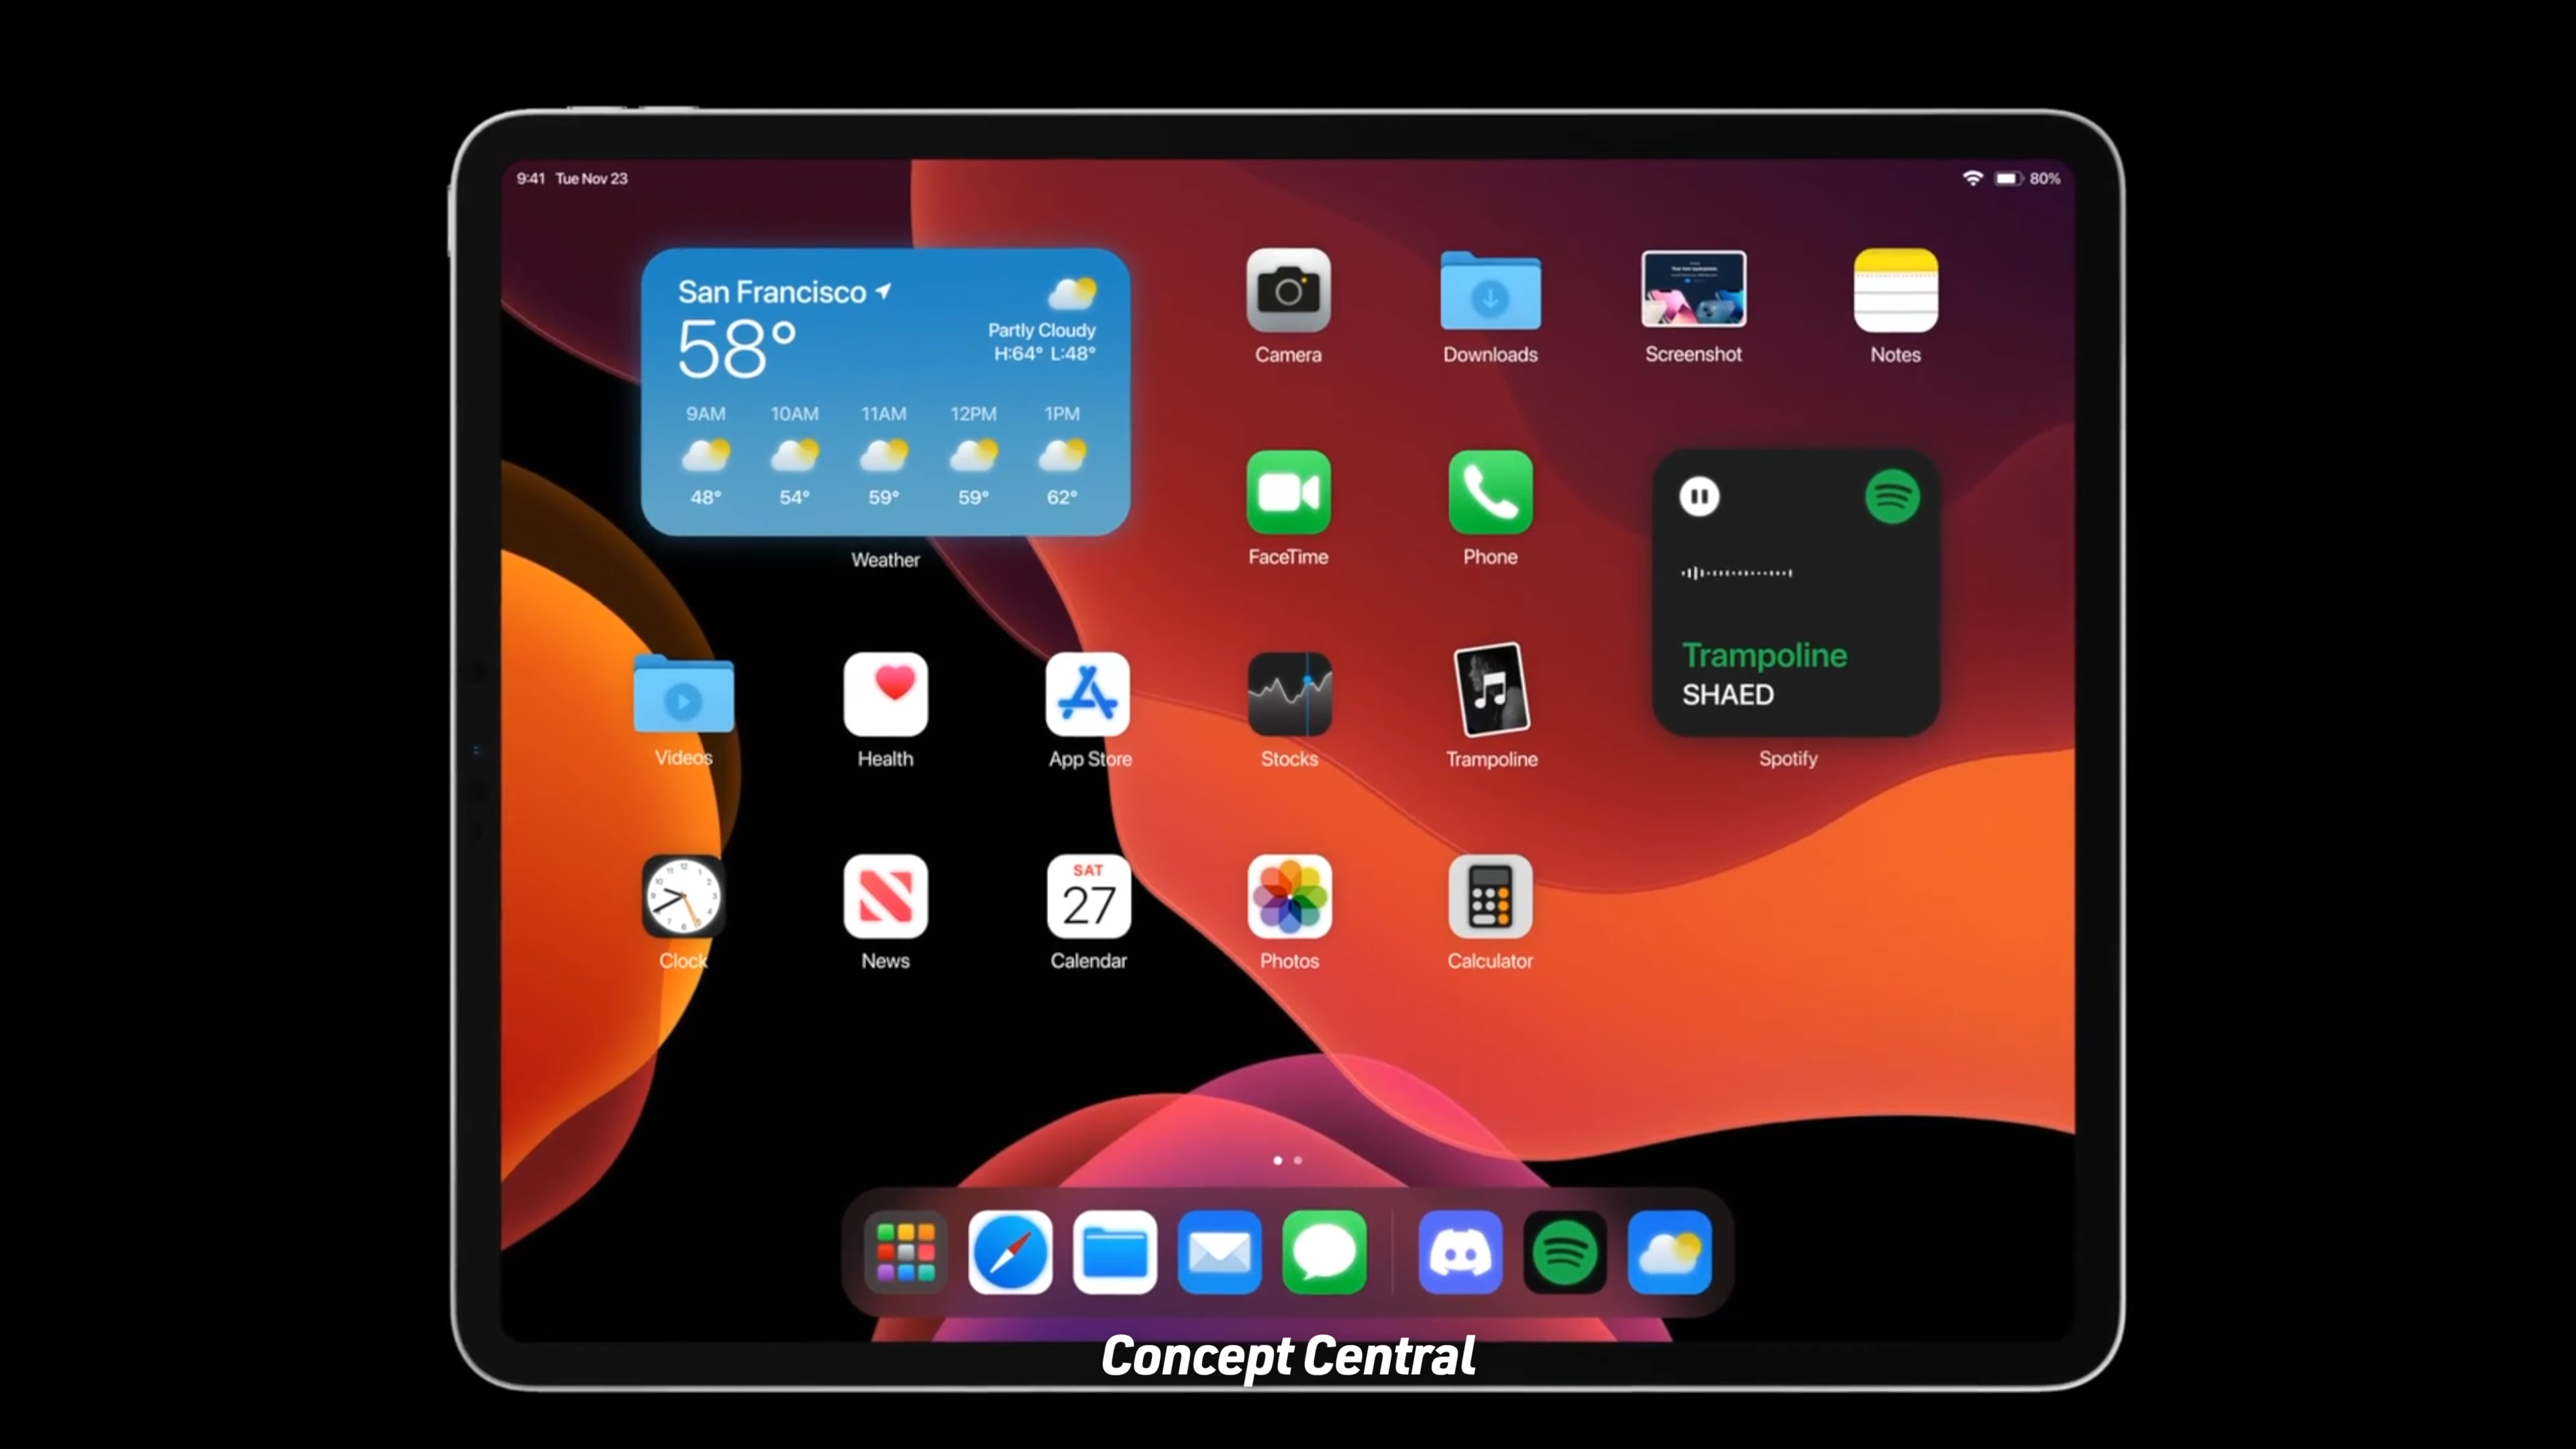 9:41 Tue Nov 23
80%
San Francisco
58°
Partly Cloudy
H:64° L:48°
9AM 10AM 11AM 12PM 1PM
48° 54° 59° 59° 62°
Weather
Camera
Downloads
Screenshot
Notes
FaceTime
Phone
Trampoline
SHAED
Spotify
Videos
Health
App Store
Stocks
Trampoline
Clock
News
SAT
27
Calendar
Photos
Calculator
Concept Central